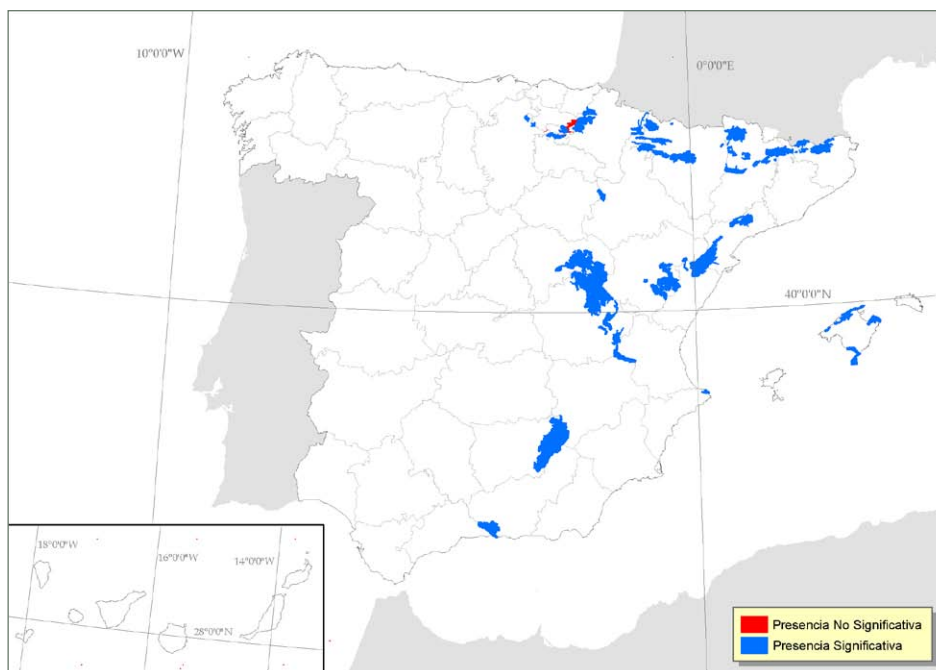 10°0'0"W
0°0'0"E
40°0'0"N
18°0'0"W
16°0'0"W
14°0'0"W
28°0'0"N
Presencia No Significativa
Presencia Significativa